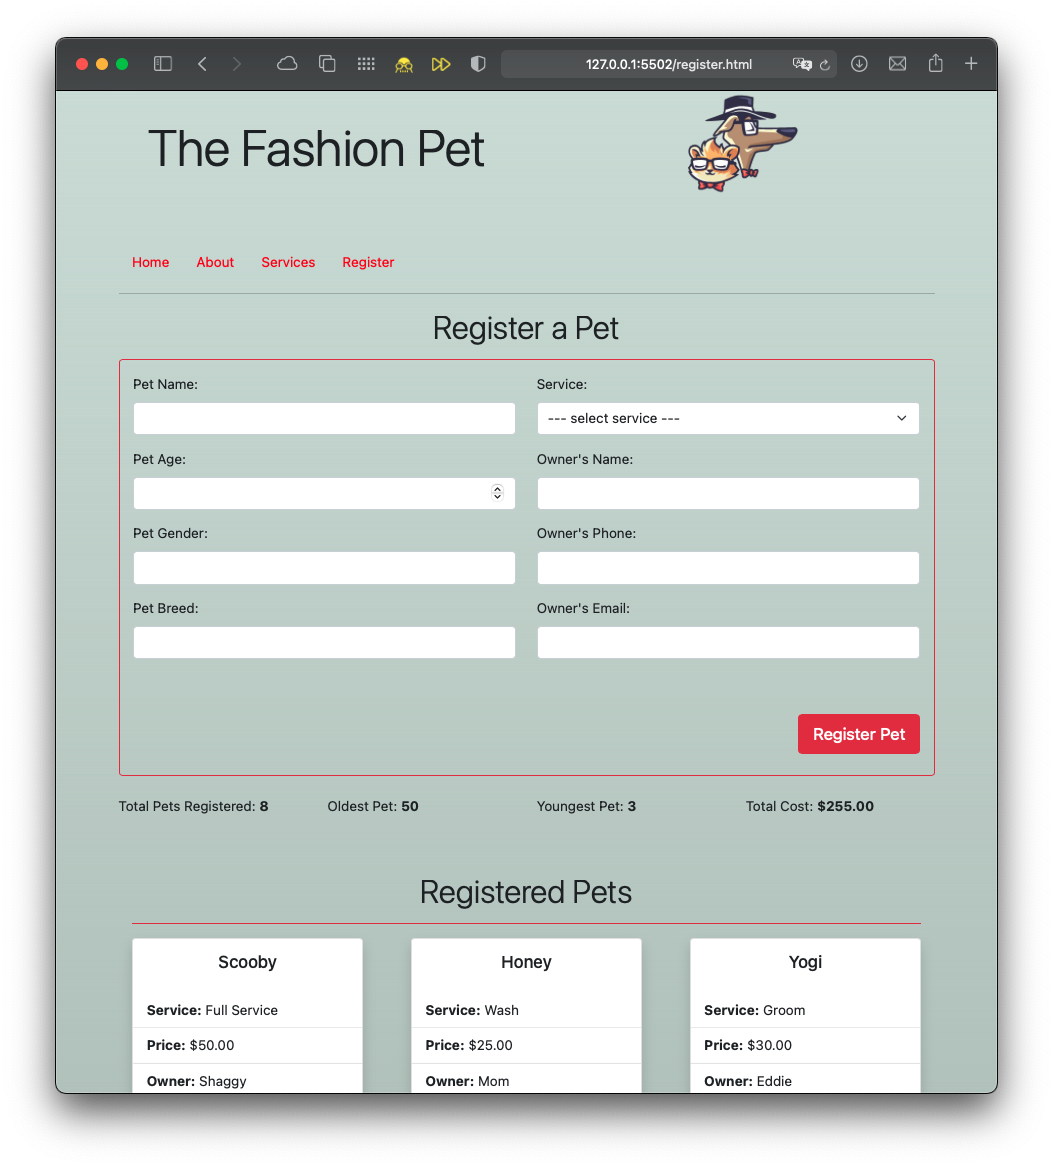 127.0.0.1:5502/register.html
The Fashion Pet
Home About Services Register
Register a Pet
Pet Name: Service:
--- select service ---
Pet Age: Owner's Name:
Pet Gender: Owner's Phone:
Pet Breed: Owner's Email:
Register Pet
Total Pets Registered: 8 Oldest Pet: 50 Youngest Pet: 3 Total Cost: $255.00
Registered Pets
Scooby Honey Yogi
Service: Full Service Service: Wash Service: Groom
Price: $50.00 Price: $25.00 Price: $30.00
Owner: Shaggy Owner: Mom Owner: Eddie